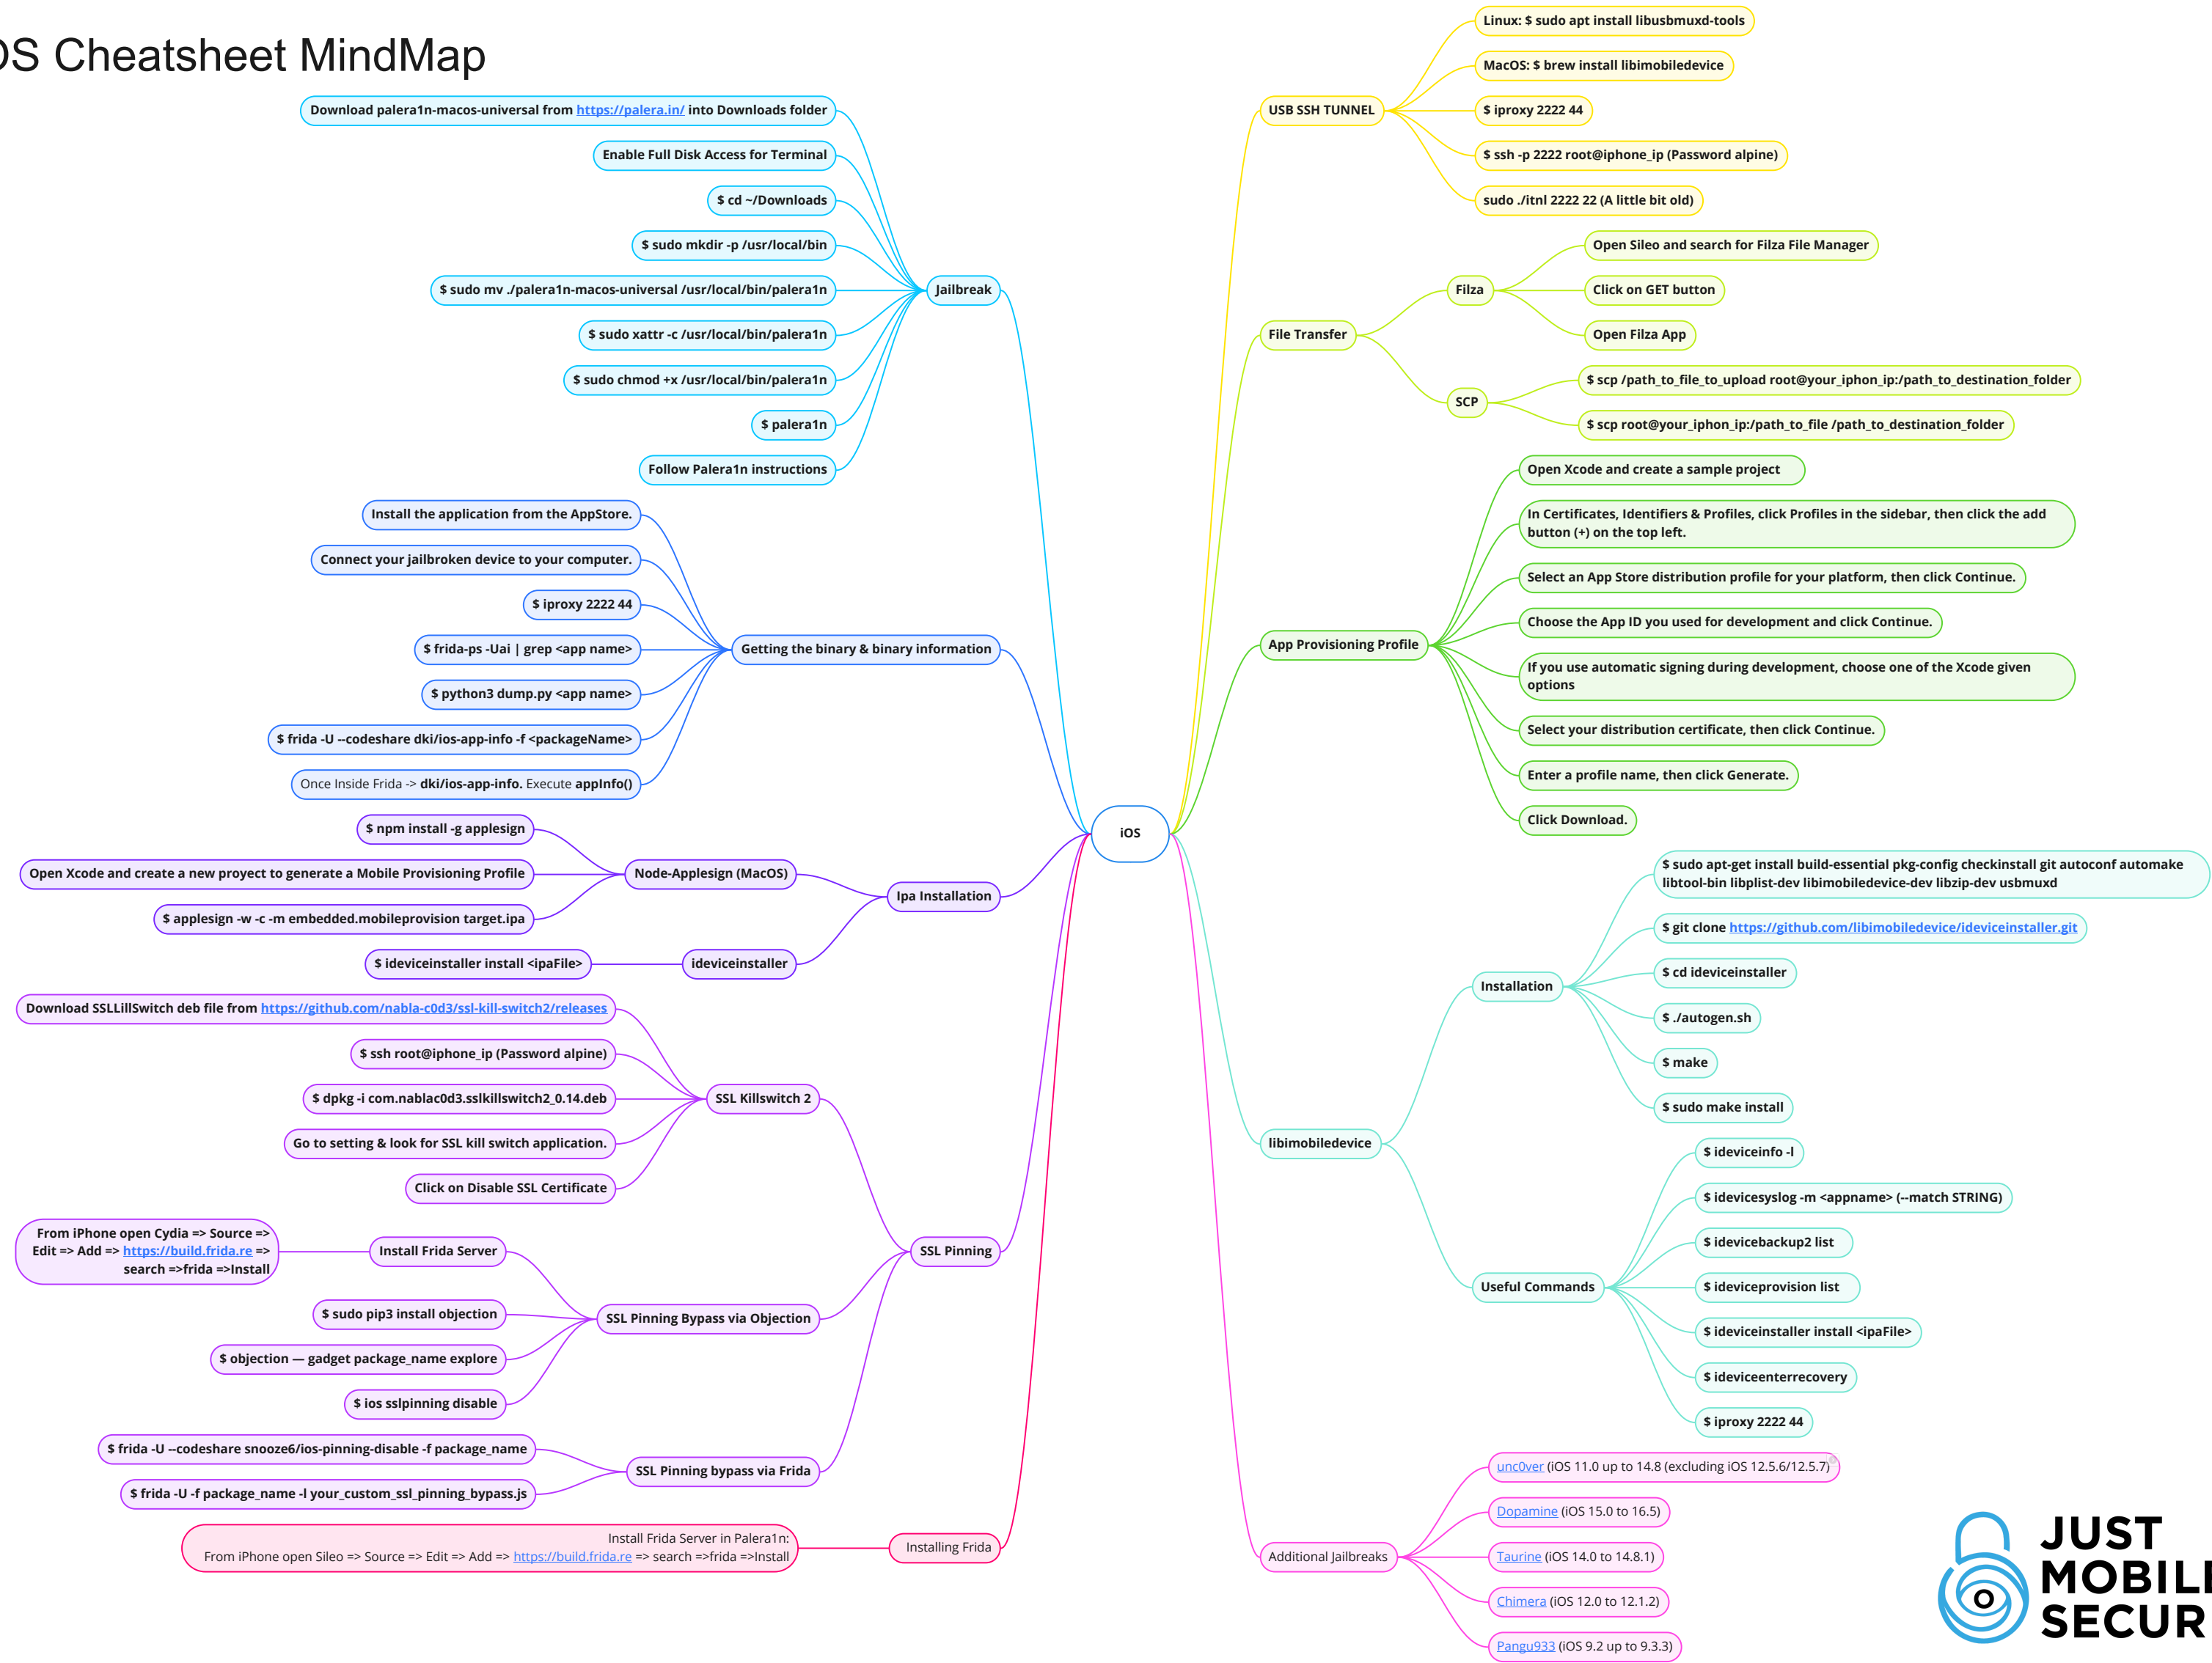 OS Cheatsheet MindMap
Download palera1n-macos-universal from https://palera.in/ into Downloads folder
Enable Full Disk Access for Terminal
$ cd ~/Downloads
$ sudo mkdir -p /usr/local/bin
$ sudo mv ./palera1n-macos-universal /usr/local/bin/palera1n
$ sudo xattr -c /usr/local/bin/palera1n
$ sudo chmod +x /usr/local/bin/palera1n
$ palera1n
Follow Palera1n instructions
Jailbreak
Install the application from the AppStore.
Connect your jailbroken device to your computer.
$ iproxy 2222 44
$ frida-ps -Uai | grep <app name>
$ python3 dump.py <app name>
$ frida -U --codeshare dki/ios-app-info -f <packageName>
Once Inside Frida -> dki/ios-app-info. Execute appInfo()
Getting the binary & binary information
$ npm install -g applesign
Open Xcode and create a new proyect to generate a Mobile Provisioning Profile
$ applesign -w -c -m embedded.mobileprovision target.ipa
Node-Applesign (MacOS)
$ ideviceinstaller install <ipaFile>
ideviceinstaller
Ipa Installation
Download SSLLillSwitch deb file from https://github.com/nabla-c0d3/ssl-kill-switch2/releases
$ ssh root@iphone_ip (Password alpine)
$ dpkg -i com.nablac0d3.sslkillswitch2_0.14.deb
Go to setting & look for SSL kill switch application.
Click on Disable SSL Certificate
SSL Killswitch 2
From iPhone open Cydia => Source =>
Edit => Add => https://build.frida.re =>
search =>frida =>Install
Install Frida Server
$ sudo pip3 install objection
$ objection — gadget package_name explore
$ ios sslpinning disable
SSL Pinning Bypass via Objection
$ frida -U --codeshare snooze6/ios-pinning-disable -f package_name
$ frida -U -f package_name -l your_custom_ssl_pinning_bypass.js
SSL Pinning bypass via Frida
SSL Pinning
Install Frida Server in Palera1n:
From iPhone open Sileo => Source => Edit => Add => https://build.frida.re => search =>frida =>Install
Installing Frida
iOS
USB SSH TUNNEL
Linux: $ sudo apt install libusbmuxd-tools
MacOS: $ brew install libimobiledevice
$ iproxy 2222 44
$ ssh -p 2222 root@iphone_ip (Password alpine)
sudo ./itnl 2222 22 (A little bit old)
File Transfer
Filza
Open Sileo and search for Filza File Manager
Click on GET button
Open Filza App
SCP
$ scp /path_to_file_to_upload root@your_iphon_ip:/path_to_destination_folder
$ scp root@your_iphon_ip:/path_to_file /path_to_destination_folder
App Provisioning Profile
Open Xcode and create a sample project
In Certificates, Identifiers & Profiles, click Profiles in the sidebar, then click the add
button (+) on the top left.
Select an App Store distribution profile for your platform, then click Continue.
Choose the App ID you used for development and click Continue.
If you use automatic signing during development, choose one of the Xcode given
options
Select your distribution certificate, then click Continue.
Enter a profile name, then click Generate.
Click Download.
libimobiledevice
Installation
$ sudo apt-get install build-essential pkg-config checkinstall git autoconf automake
libtool-bin libplist-dev libimobiledevice-dev libzip-dev usbmuxd
$ git clone https://github.com/libimobiledevice/ideviceinstaller.git
$ cd ideviceinstaller
$ ./autogen.sh
$ make
$ sudo make install
Useful Commands
$ ideviceinfo -l
$ idevicesyslog -m <appname> (--match STRING)
$ idevicebackup2 list
$ ideviceprovision list
$ ideviceinstaller install <ipaFile>
$ ideviceenterrecovery
$ iproxy 2222 44
Additional Jailbreaks
unc0ver (iOS 11.0 up to 14.8 (excluding iOS 12.5.6/12.5.7)
Dopamine (iOS 15.0 to 16.5)
Taurine (iOS 14.0 to 14.8.1)
Chimera (iOS 12.0 to 12.1.2)
Pangu933 (iOS 9.2 up to 9.3.3)
JUST
MOBILE
SECUR